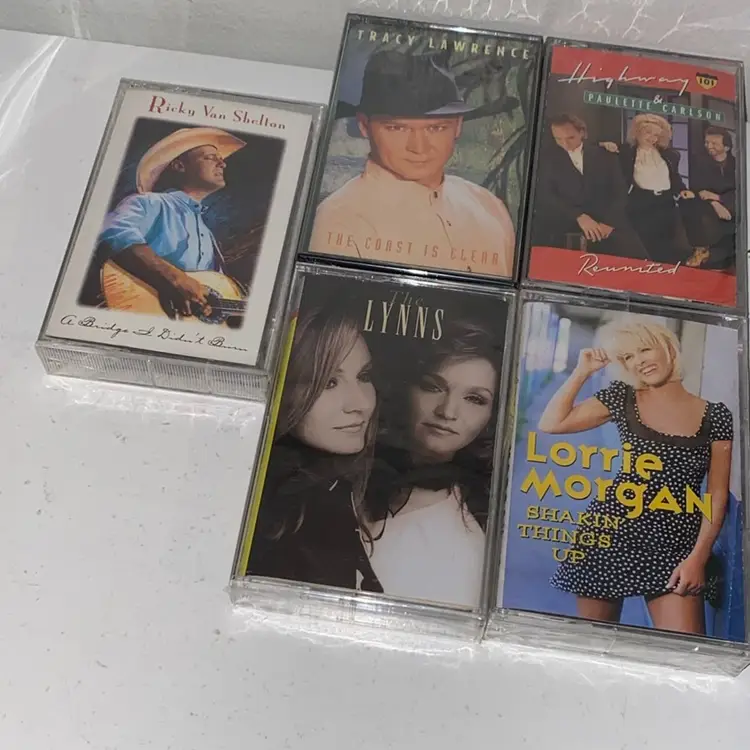 Ricky Van Shelton
A Bridge I Didn't Burn
TRACY LAWRENCE
THE COAST IS CLEAR
Highway 101
&
PAULETTE CARLSON
Reunited
The
LYNNS
Lorrie
Morgan
SHAKIN'
THINGS
UP